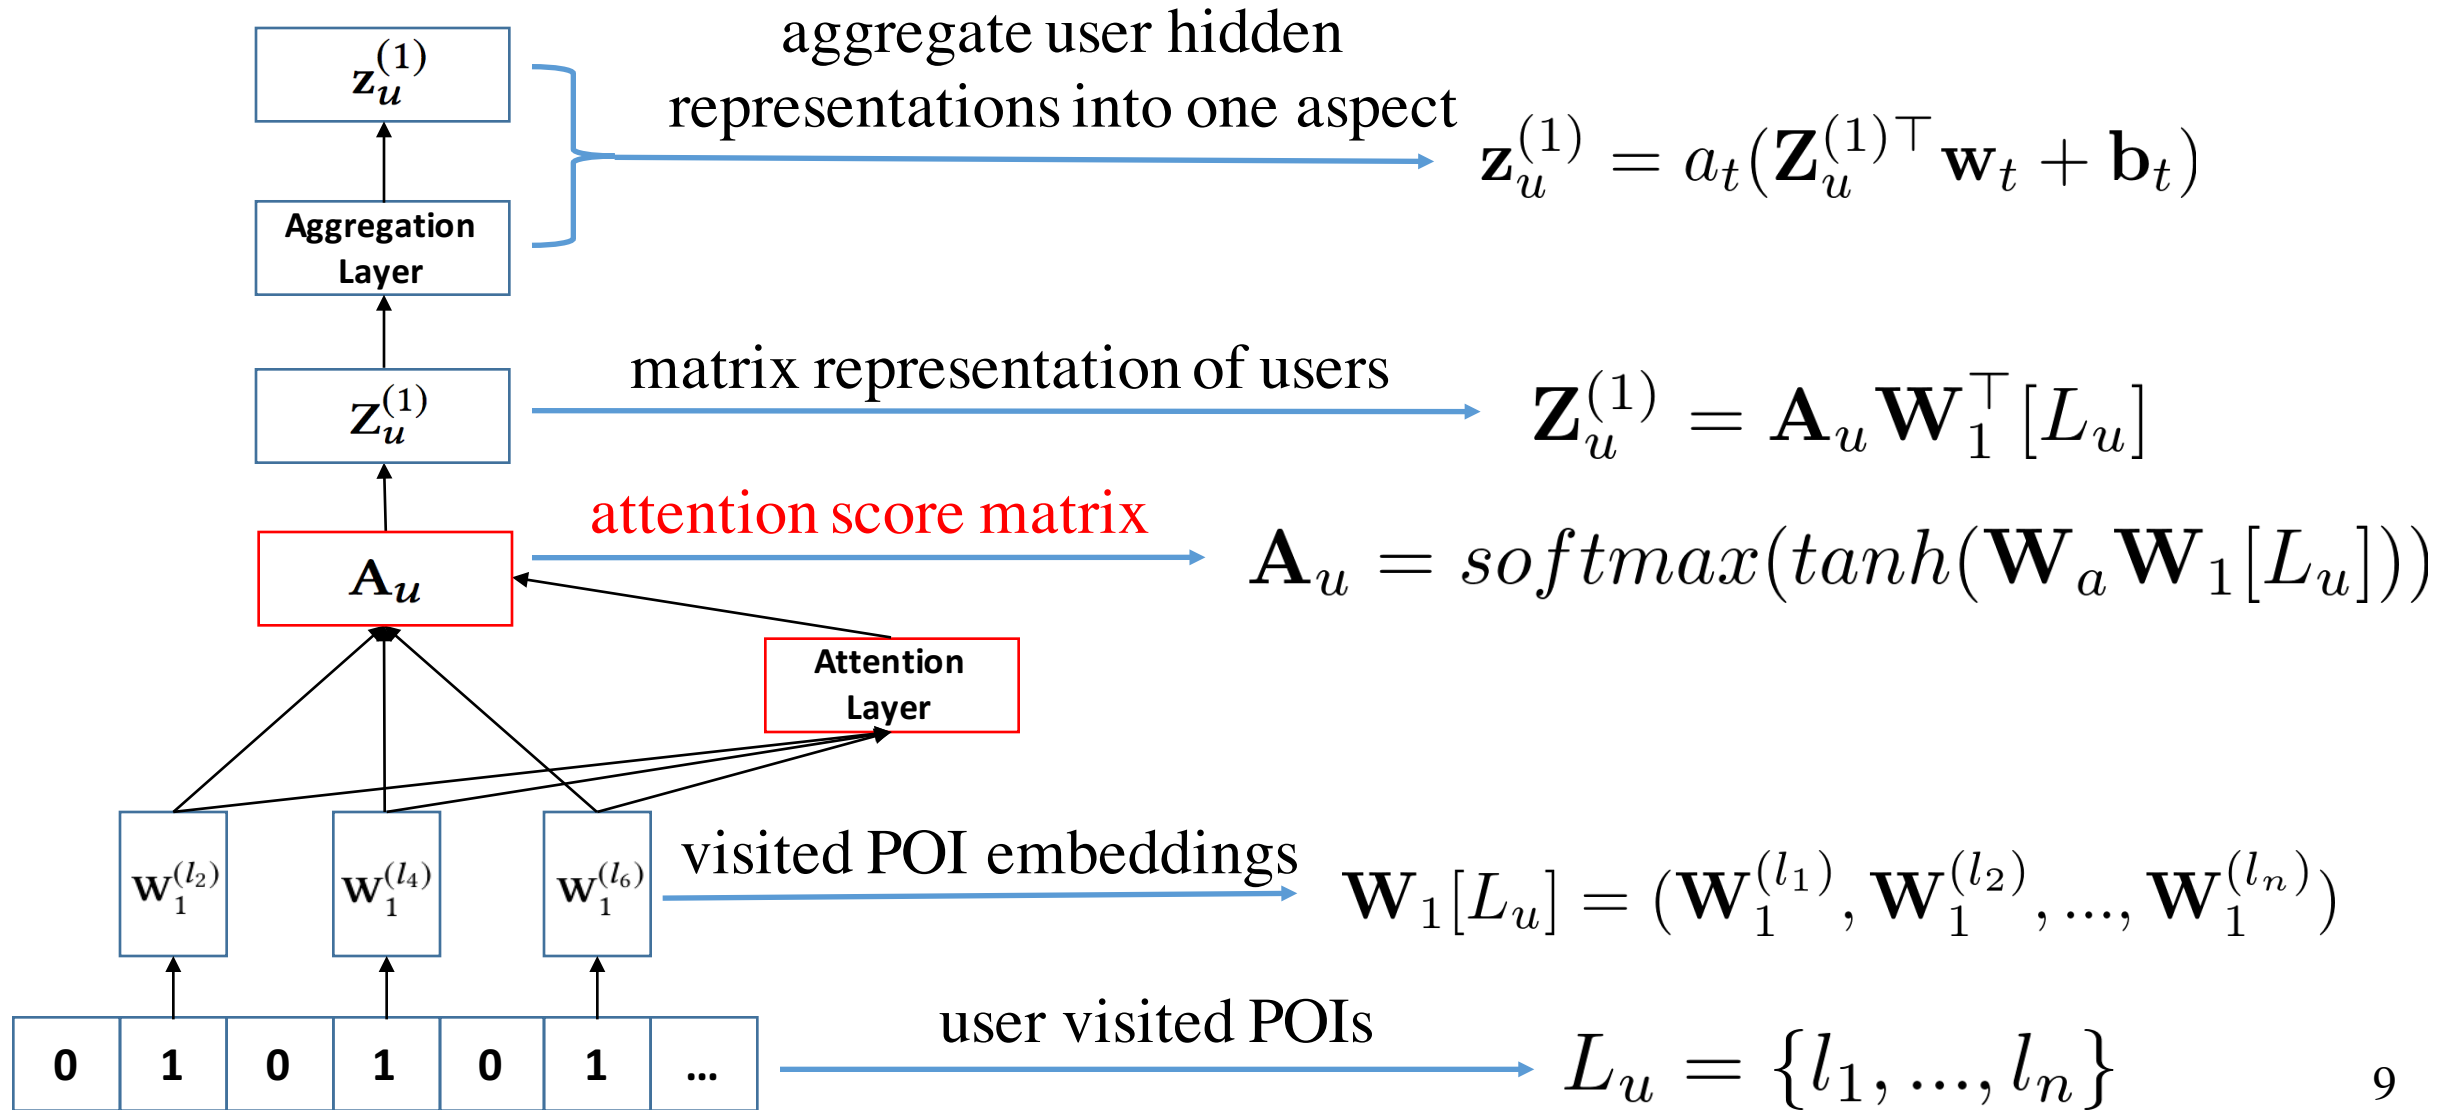 aggregate user hidden
representations into one aspect
z_u^{(1)}
z_u^{(1)} = a_t(Z_u^{(1)⊤} w_t + b_t)
Aggregation
Layer
matrix representation of users
Z_u^{(1)}
Z_u^{(1)} = A_u W_1^⊤[L_u]
attention score matrix
A_u
A_u = softmax(tanh(W_a W_1[L_u]))
Attention
Layer
visited POI embeddings
W_1^{(l_2)} W_1^{(l_4)} W_1^{(l_6)}
W_1[L_u] = (W_1^{(l_1)}, W_1^{(l_2)}, ..., W_1^{(l_n)})
user visited POIs
0 1 0 1 0 1 ...
L_u = {l_1, ..., l_n}
9